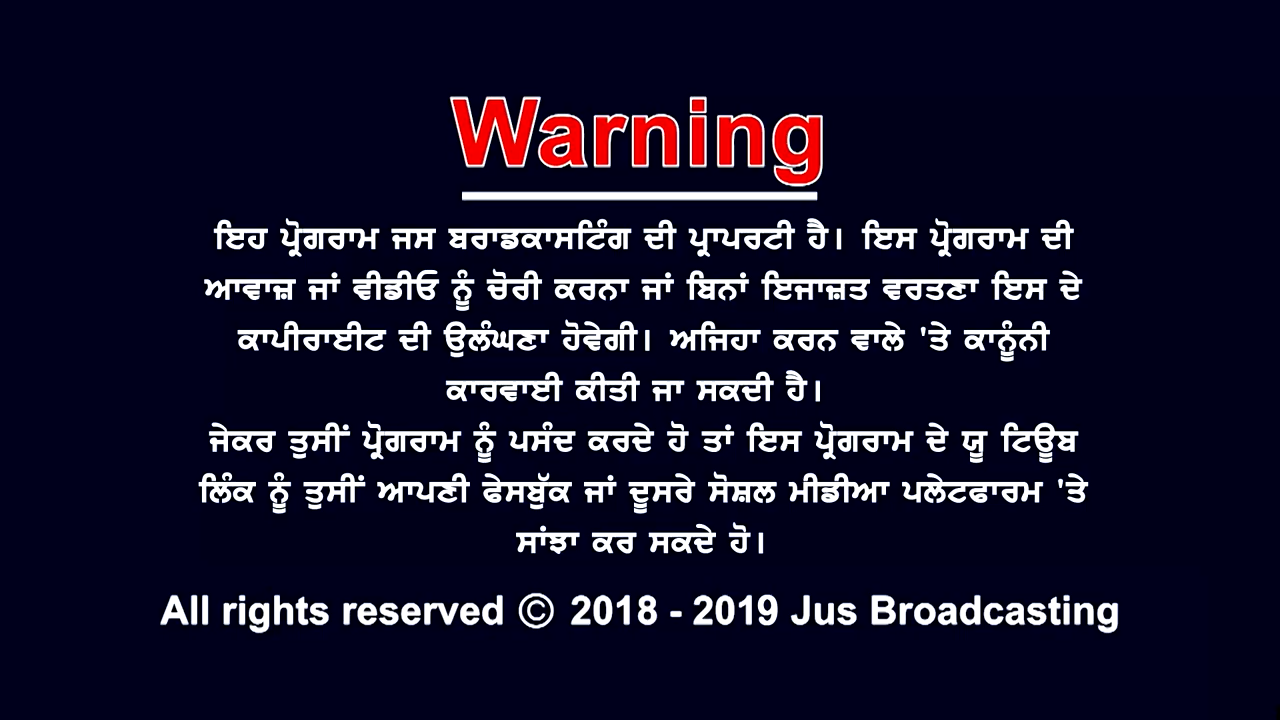 Warning
ਇਹ ਪ੍ਰੋਗਰਾਮ ਜਸ ਬਰਾਡਕਾਸਟਿੰਗ ਦੀ ਪ੍ਰਾਪਰਟੀ ਹੈ। ਇਸ ਪ੍ਰੋਗਰਾਮ ਦੀ
ਆਵਾਜ਼ ਜਾਂ ਵੀਡੀਓ ਨੂੰ ਚੋਰੀ ਕਰਨਾ ਜਾਂ ਬਿਨਾਂ ਇਜਾਜ਼ਤ ਵਰਤਣਾ ਇਸ ਦੇ
ਕਾਪੀਰਾਈਟ ਦੀ ਉਲੰਘਣਾ ਹੋਵੇਗੀ। ਅਜਿਹਾ ਕਰਨ ਵਾਲੇ 'ਤੇ ਕਾਨੂੰਨੀ
ਕਾਰਵਾਈ ਕੀਤੀ ਜਾ ਸਕਦੀ ਹੈ।
ਜੇਕਰ ਤੁਸੀਂ ਪ੍ਰੋਗਰਾਮ ਨੂੰ ਪਸੰਦ ਕਰਦੇ ਹੋ ਤਾਂ ਇਸ ਪ੍ਰੋਗਰਾਮ ਦੇ ਯੂ ਟਿਊਬ
ਲਿੰਕ ਨੂੰ ਤੁਸੀਂ ਆਪਣੀ ਫੇਸਬੁੱਕ ਜਾਂ ਦੂਸਰੇ ਸੋਸ਼ਲ ਮੀਡੀਆ ਪਲੇਟਫਾਰਮ 'ਤੇ
ਸਾਂਝਾ ਕਰ ਸਕਦੇ ਹੋ।
All rights reserved © 2018 - 2019 Jus Broadcasting